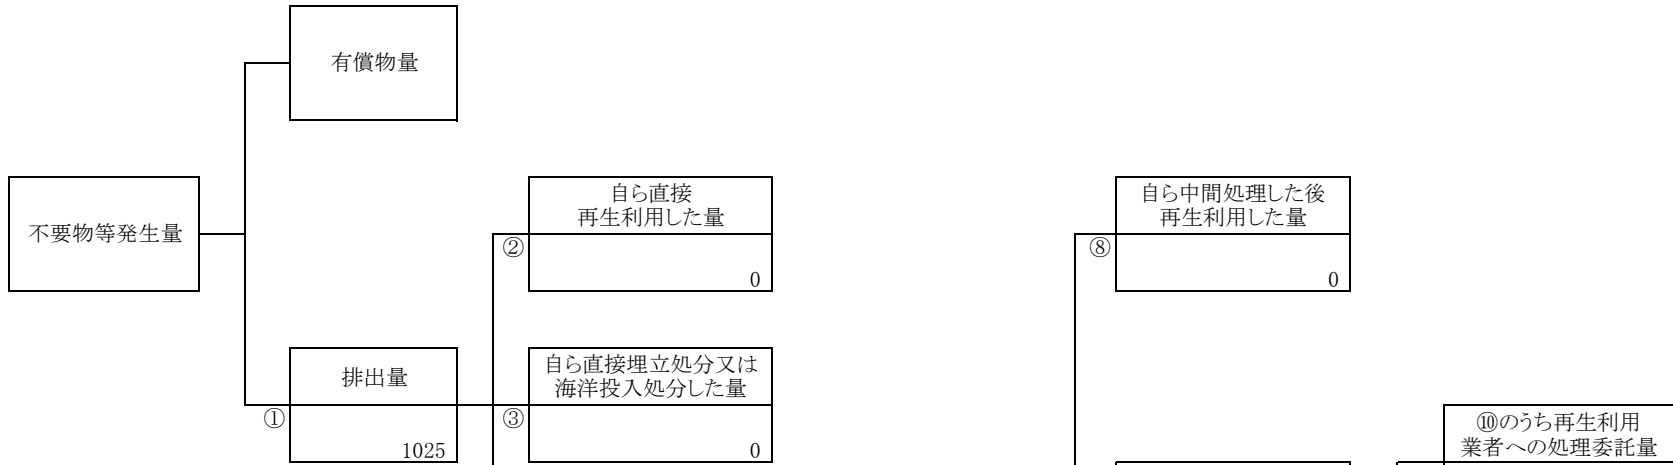 有償物量
不要物等発生量
自ら直接
再生利用した量
②
0
自ら中間処理した後
再生利用した量
⑧
0
排出量
①
1025
自ら直接埋立処分又は
海洋投入処分した量
③
0
⑩のうち再生利用
業者への処理委託量